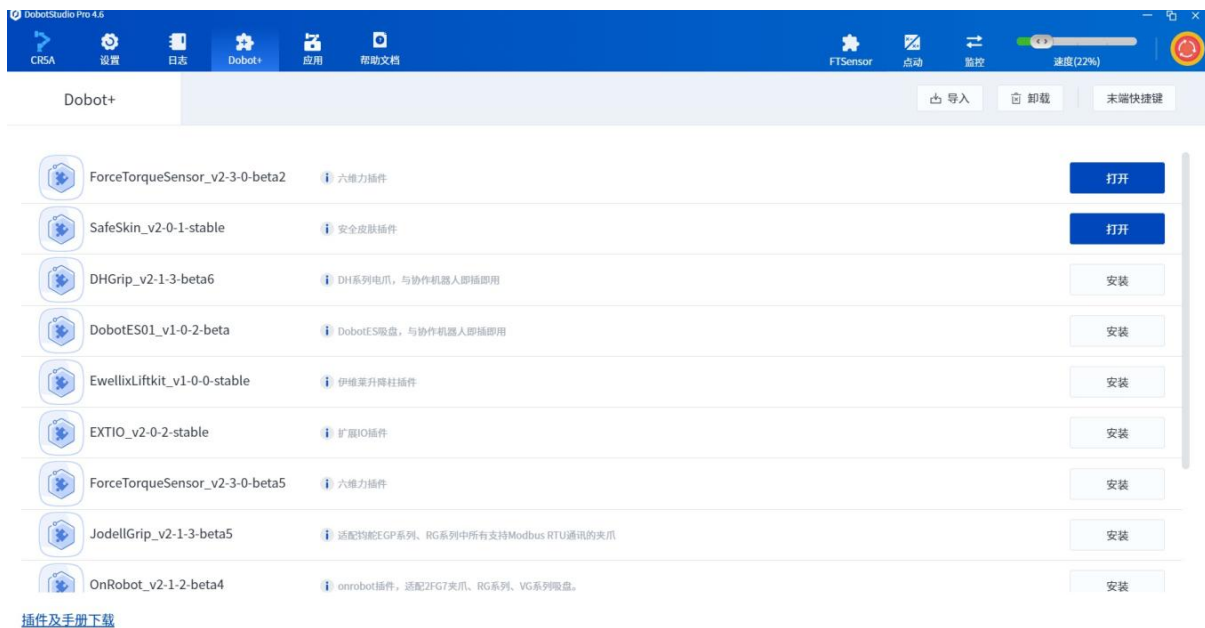 DobotStudio Pro 4.6
CR5A 设置 日志 Dobot+ 应用 帮助文档 FTSensor 点动 监控 速度(22%)
Dobot+ 导入 卸载 末端快捷键
ForceTorqueSensor_v2-3-0-beta2 六维力插件 打开
SafeSkin_v2-0-1-stable 安全皮肤插件 打开
DHGrip_v2-1-3-beta6 DH系列电爪，与协作机器人即插即用 安装
DobotES01_v1-0-2-beta DobotES吸盘，与协作机器人即插即用 安装
EwellixLiftkit_v1-0-0-stable 伊维莱升降柱插件 安装
EXTIO_v2-0-2-stable 扩展IO插件 安装
ForceTorqueSensor_v2-3-0-beta5 六维力插件 安装
JodellGrip_v2-1-3-beta5 适配钧舵EGP系列、RG系列中所有支持Modbus RTU通讯的夹爪 安装
OnRobot_v2-1-2-beta4 onrobot插件，适配2FG7夹爪、RG系列、VG系列吸盘。 安装
插件及手册下载